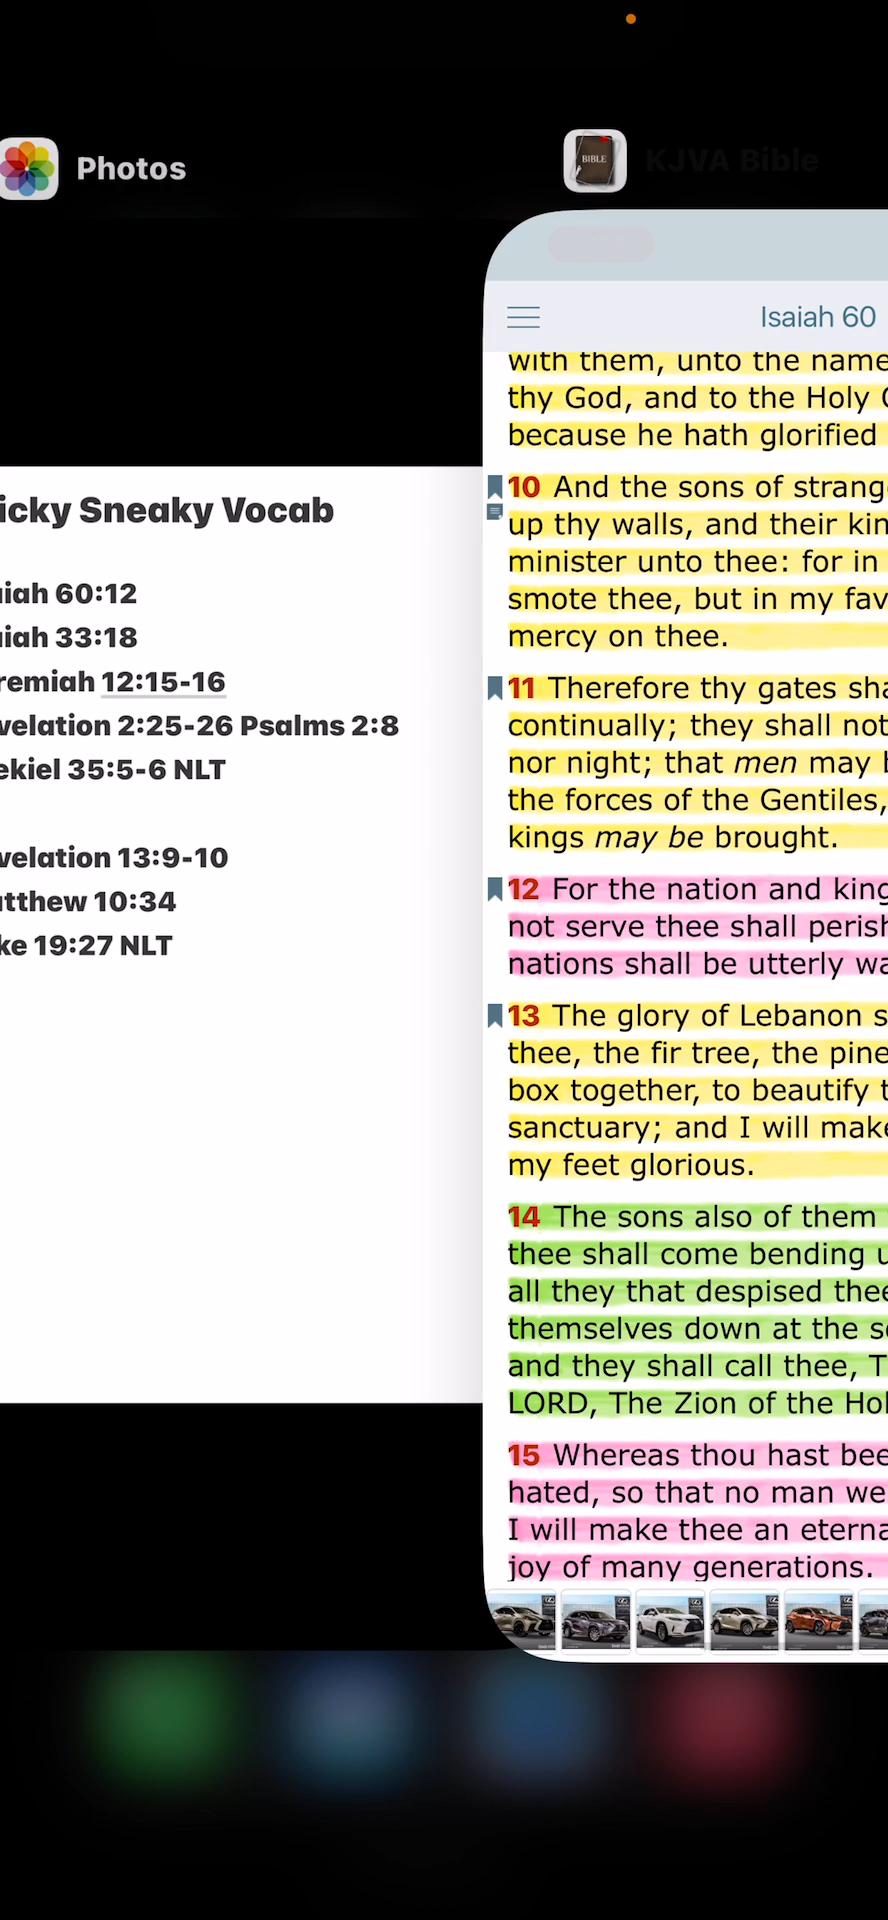 Photos
BIBLE
KJVA Bible
icky Sneaky Vocab
iah 60:12
iah 33:18
remiah 12:15-16
velation 2:25-26 Psalms 2:8
ekiel 35:5-6 NLT
velation 13:9-10
tthew 10:34
ke 19:27 NLT
Isaiah 60
with them, unto the name
thy God, and to the Holy
because he hath glorified
10 And the sons of strang
up thy walls, and their kin
minister unto thee: for in
smote thee, but in my fav
mercy on thee.
11 Therefore thy gates sha
continually; they shall not
nor night; that men may
the forces of the Gentiles,
kings may be brought.
12 For the nation and king
not serve thee shall perish
nations shall be utterly wa
13 The glory of Lebanon s
thee, the fir tree, the pine
box together, to beautify t
sanctuary; and I will make
my feet glorious.
14 The sons also of them
thee shall come bending u
all they that despised thee
themselves down at the so
and they shall call thee, T
LORD, The Zion of the Hol
15 Whereas thou hast bee
hated, so that no man we
I will make thee an eterna
joy of many generations.